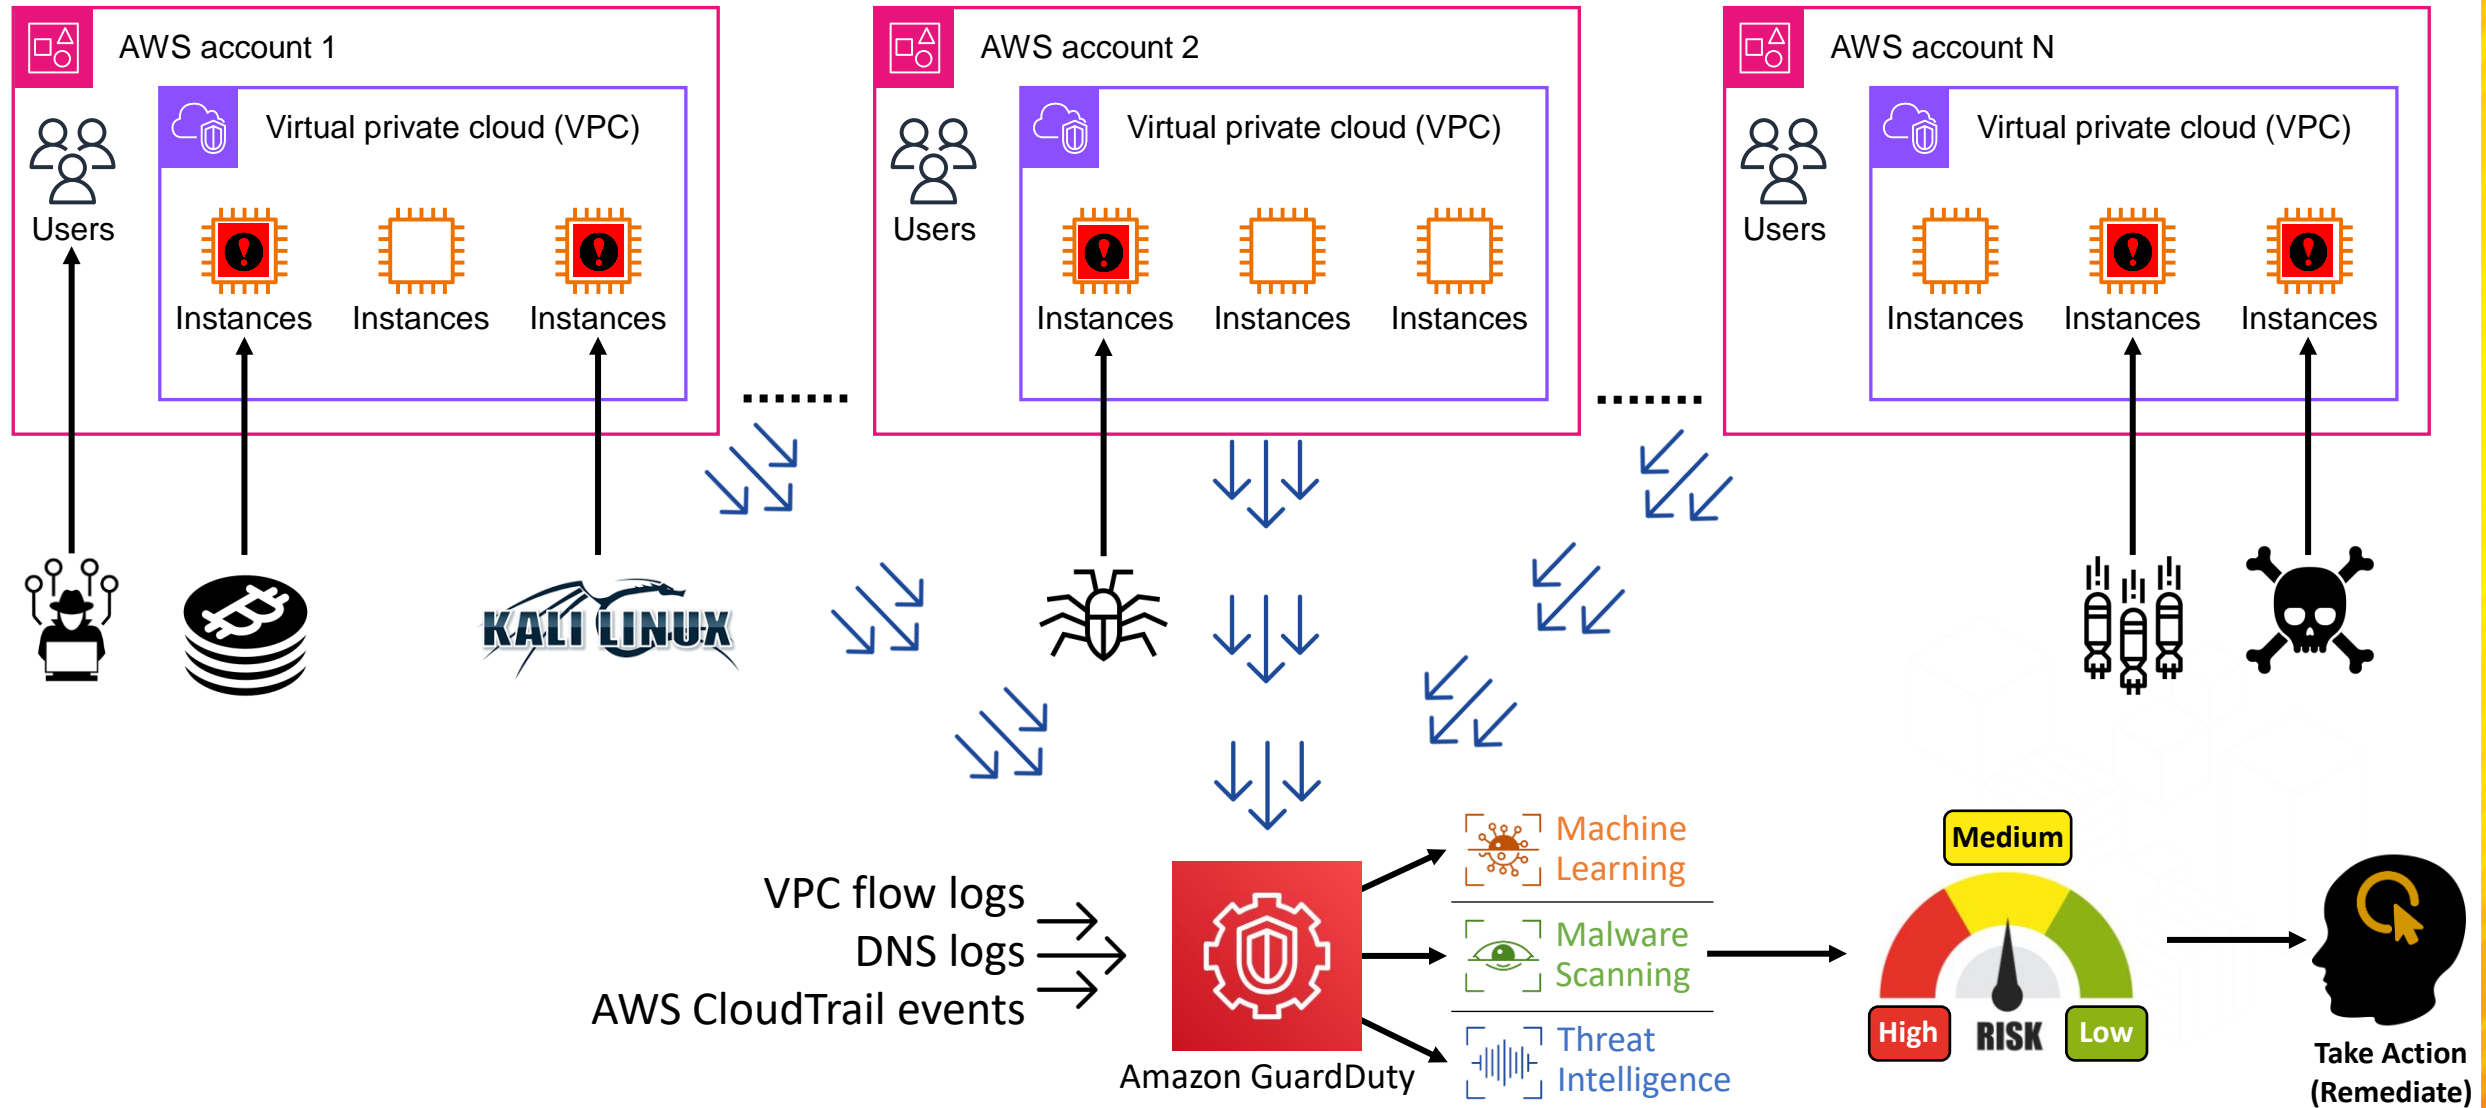 AWS account 1
AWS account 2
AWS account N
Virtual private cloud (VPC)
Virtual private cloud (VPC)
Virtual private cloud (VPC)
Users
Instances
Instances
Instances
Users
Instances
Instances
Instances
Users
Instances
Instances
Instances
KALI LINUX
VPC flow logs
DNS logs
AWS CloudTrail events
Amazon GuardDuty
Machine
Learning
Malware
Scanning
Threat
Intelligence
Medium
High
RISK
Low
Take Action
(Remediate)